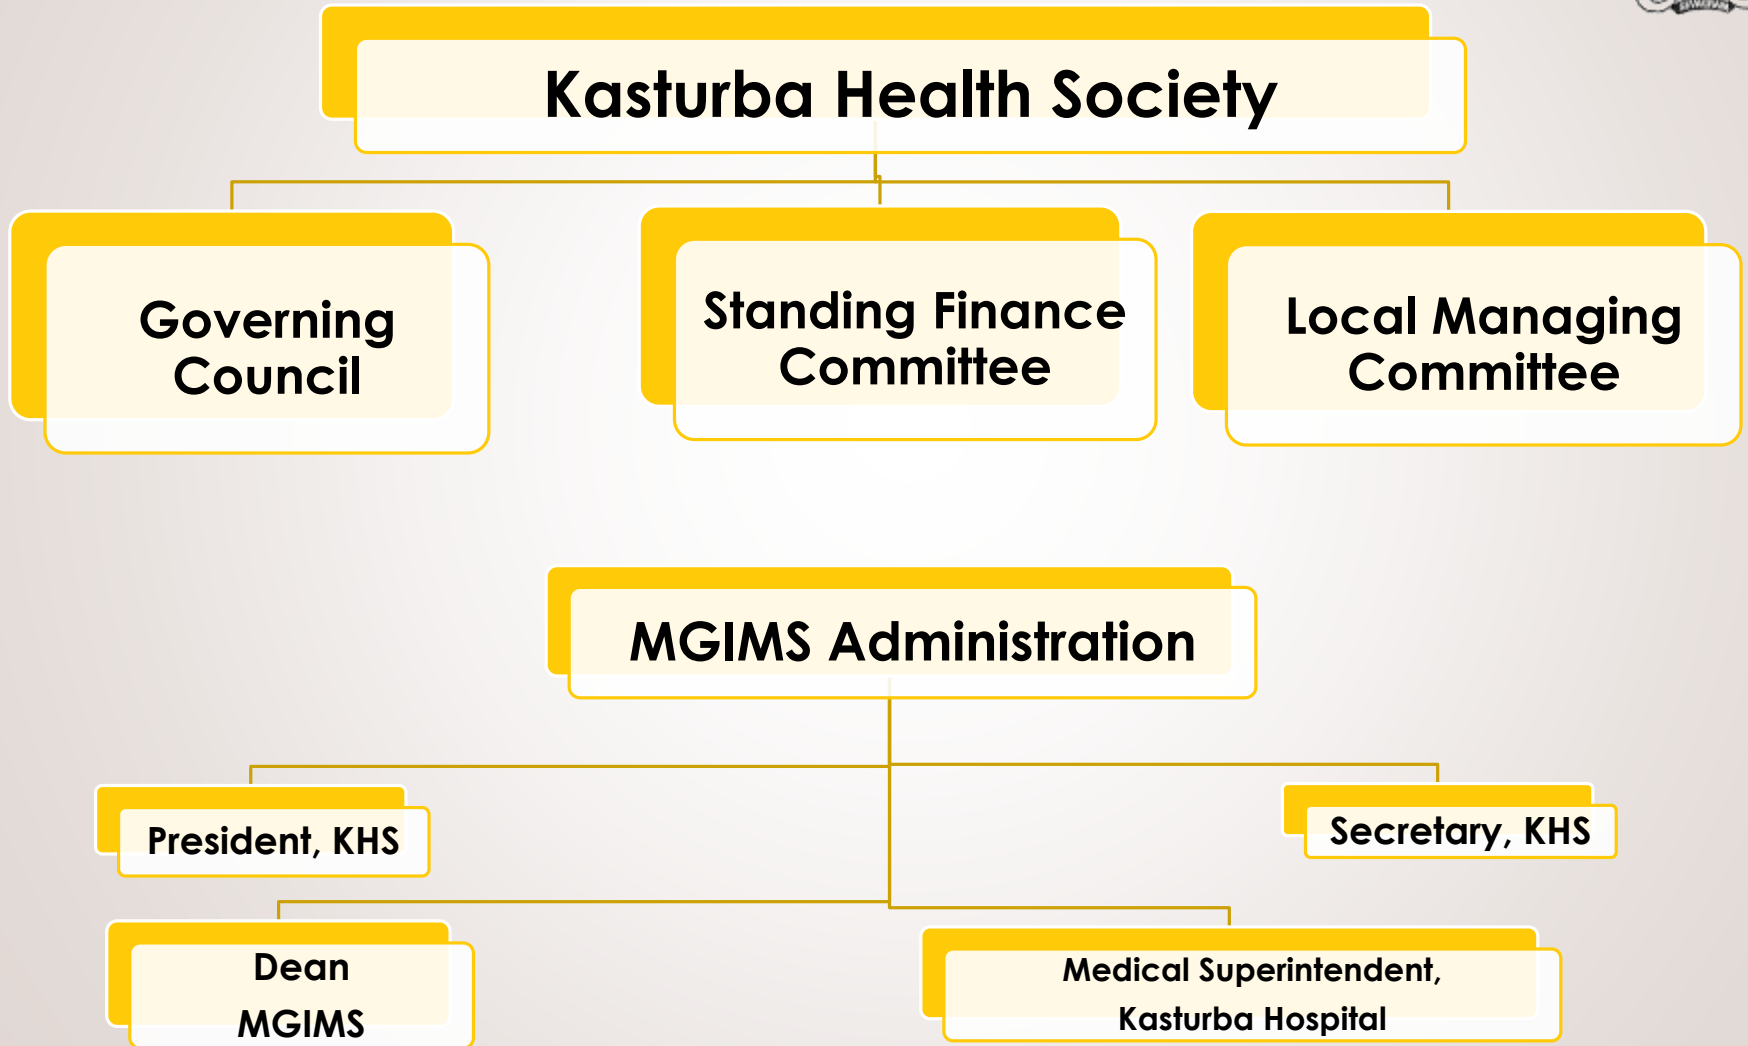 Kasturba Health Society
Governing
Council
Standing Finance
Committee
Local Managing
Committee
MGIMS Administration
President, KHS
Secretary, KHS
Dean
MGIMS
Medical Superintendent,
Kasturba Hospital